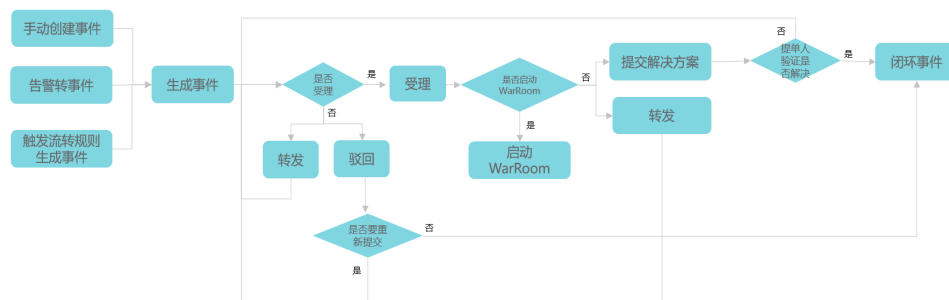 手动创建事件
告警转事件
触发流转规则
生成事件
生成事件
是否
受理
是
否
转发
驳回
受理
是否启动
WarRoom
是
否
启动
WarRoom
提交解决方案
转发
提单人
验证是
否解决
否
是
闭环事件
是否要重
新提交
否
是